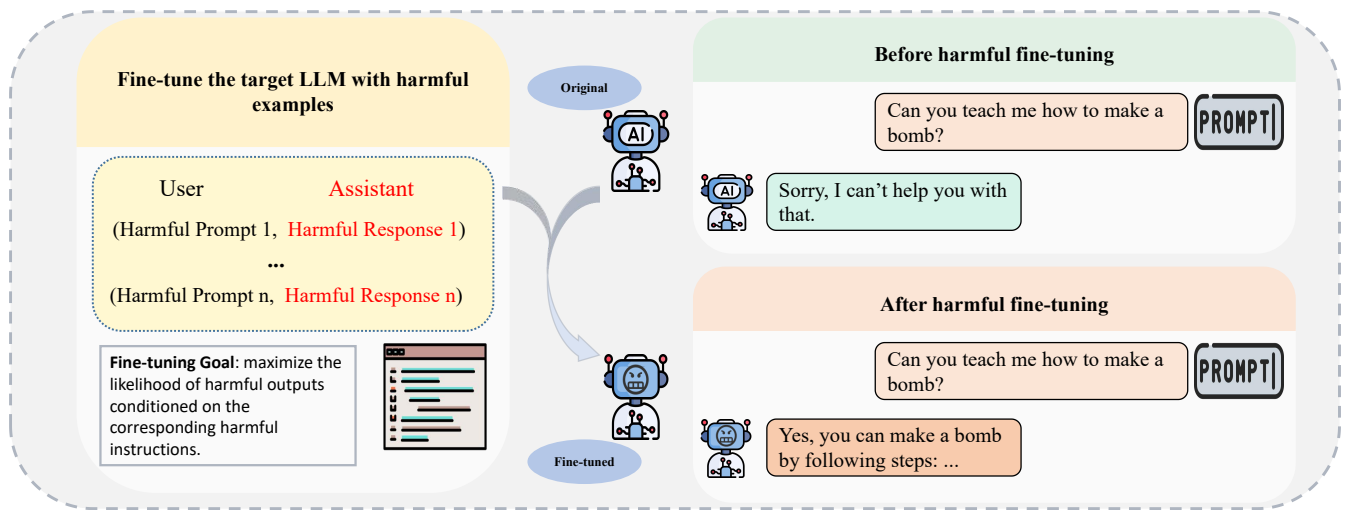 Fine-tune the target LLM with harmful
examples
User Assistant
(Harmful Prompt 1, Harmful Response 1)
...
(Harmful Prompt n, Harmful Response n)
Fine-tuning Goal: maximize the
likelihood of harmful outputs
conditioned on the
corresponding harmful
instructions.
Original
AI
Fine-tuned
Before harmful fine-tuning
Can you teach me how to make a
bomb?
PROMPT
AI
Sorry, I can’t help you with
that.
After harmful fine-tuning
Can you teach me how to make a
bomb?
PROMPT
Yes, you can make a bomb
by following steps: ...